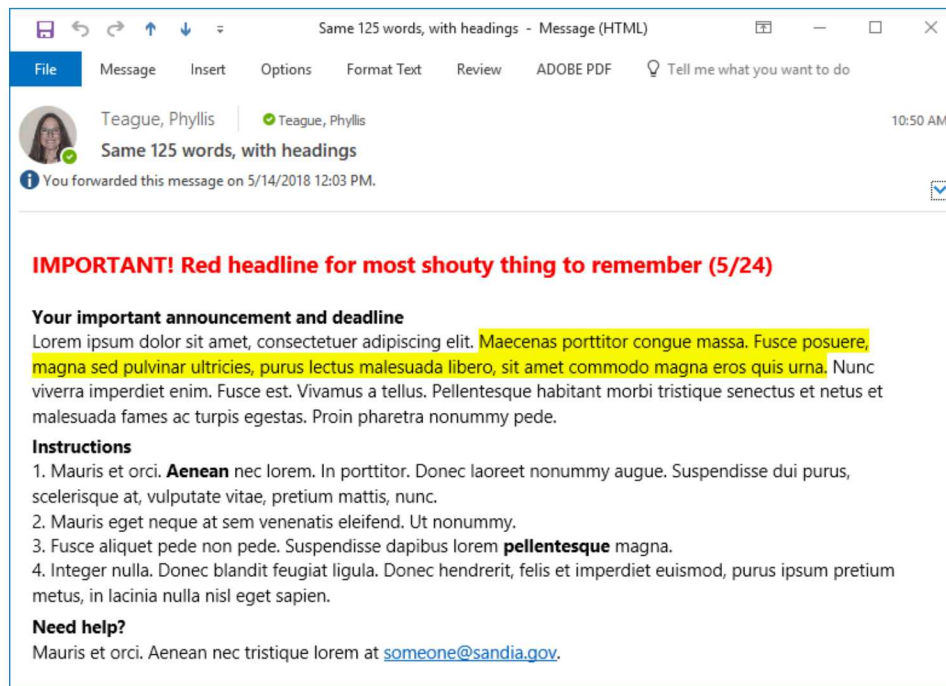 Same 125 words, with headings - Message (HTML)
File Message Insert Options Format Text Review ADOBE PDF Tell me what you want to do
Teague, Phyllis Teague, Phyllis 10:50 AM
Same 125 words, with headings
You forwarded this message on 5/14/2018 12:03 PM.
IMPORTANT! Red headline for most shouty thing to remember (5/24)
Your important announcement and deadline
Lorem ipsum dolor sit amet, consectetuer adipiscing elit. Maecenas porttitor congue massa. Fusce posuere,
magna sed pulvinar ultricies, purus lectus malesuada libero, sit amet commodo magna eros quis urna. Nunc
viverra imperdiet enim. Fusce est. Vivamus a tellus. Pellentesque habitant morbi tristique senectus et netus et
malesuada fames ac turpis egestas. Proin pharetra nonummy pede.
Instructions
1. Mauris et orci. Aenean nec lorem. In porttitor. Donec laoreet nonummy augue. Suspendisse dui purus,
scelerisque at, vulputate vitae, pretium mattis, nunc.
2. Mauris eget neque at sem venenatis eleifend. Ut nonummy.
3. Fusce aliquet pede non pede. Suspendisse dapibus lorem pellentesque magna.
4. Integer nulla. Donec blandit feugiat ligula. Donec hendrerit, felis et imperdiet euismod, purus ipsum pretium
metus, in lacinia nulla nisl eget sapien.
Need help?
Mauris et orci. Aenean nec tristique lorem at someone@sandia.gov.